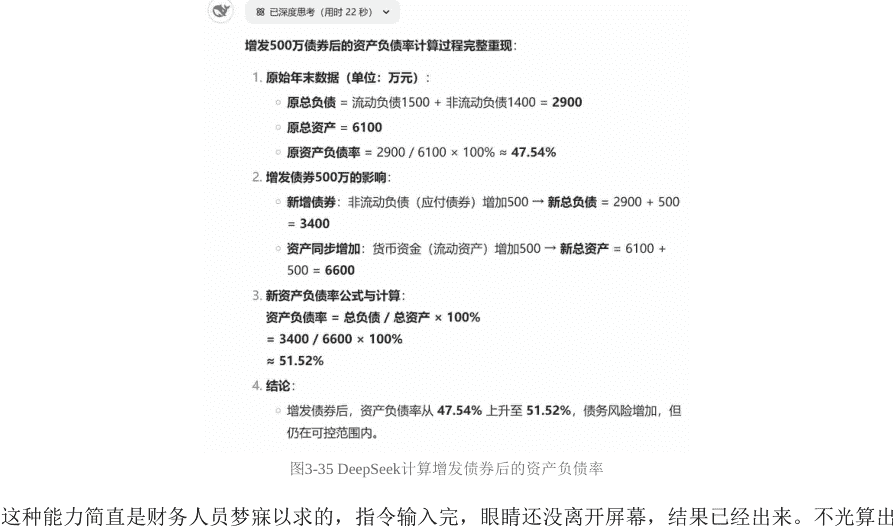 已深度思考（用时 22 秒）
增发500万债券后的资产负债率计算过程完整重现：
1. 原始年末数据（单位：万元）：
原总负债 = 流动负债1500 + 非流动负债1400 = 2900
原总资产 = 6100
原资产负债率 = 2900 / 6100 × 100% ≈ 47.54%
2. 增发债券500万的影响：
新增债券：非流动负债（应付债券）增加500 → 新总负债 = 2900 + 500
= 3400
资产同步增加：货币资金（流动资产）增加500 → 新总资产 = 6100 +
500 = 6600
3. 新资产负债率公式与计算：
资产负债率 = 总负债 / 总资产 × 100%
= 3400 / 6600 × 100%
≈ 51.52%
4. 结论：
增发债券后，资产负债率从 47.54% 上升至 51.52%，债务风险增加，但
仍在可控范围内。
图3-35 DeepSeek计算增发债券后的资产负债率
这种能力简直是财务人员梦寐以求的，指令输入完，眼睛还没离开屏幕，结果已经出来。不光算出